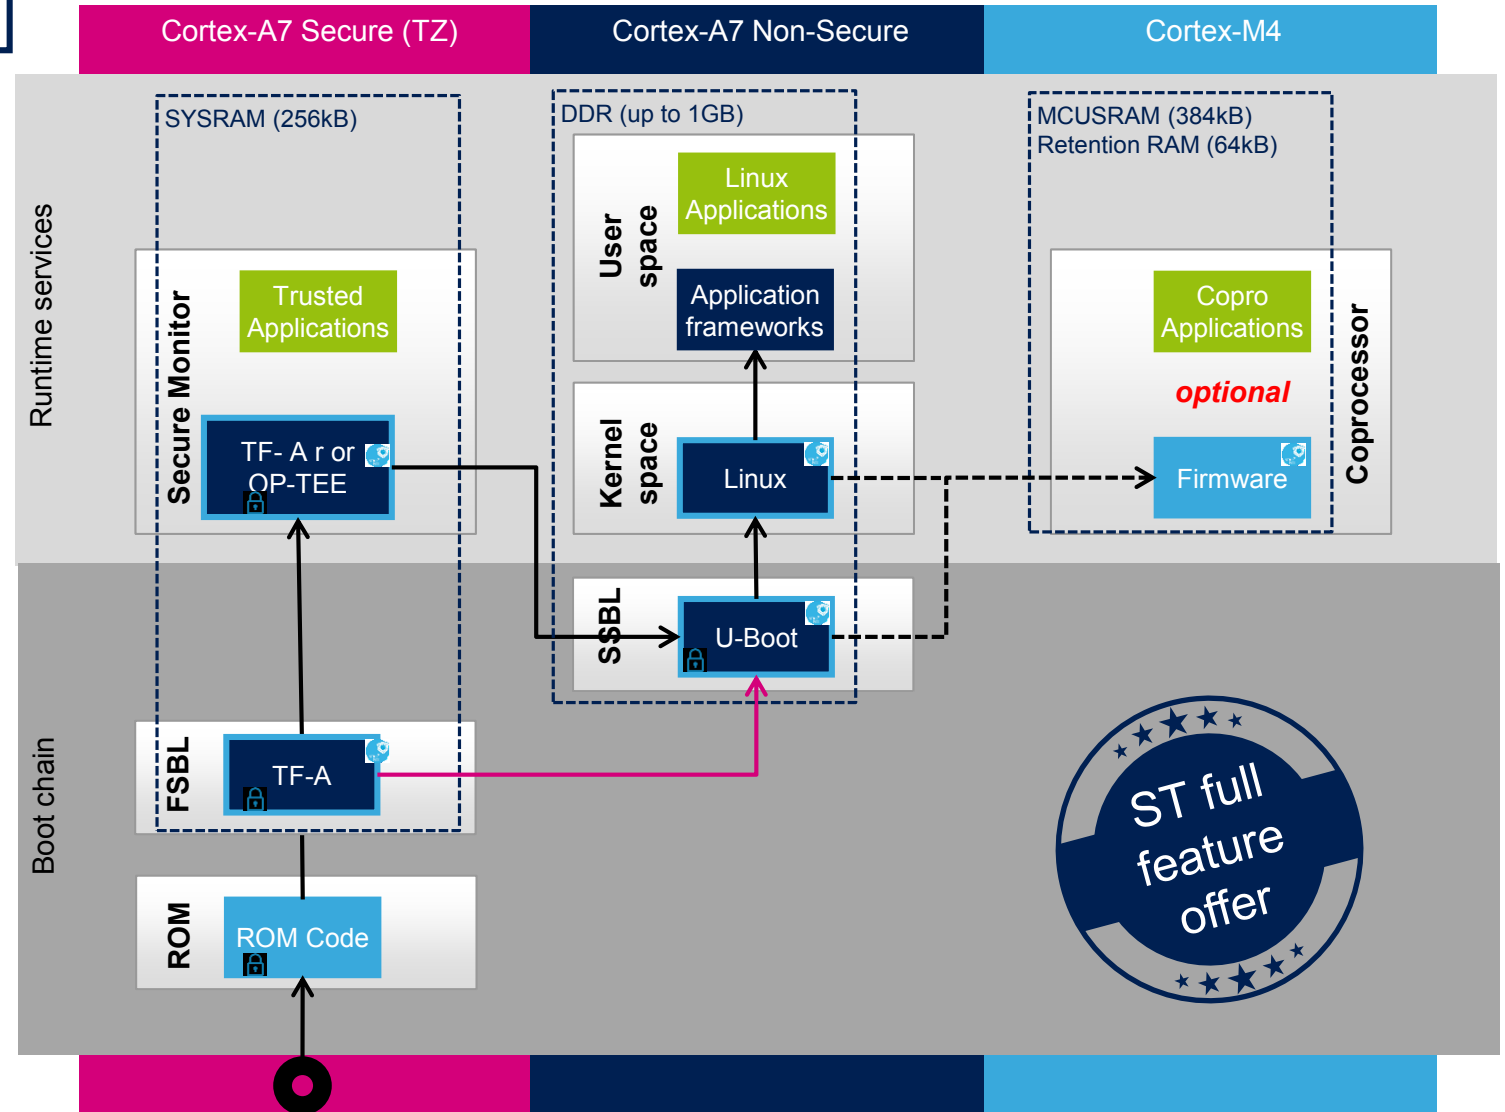 Cortex-A7 Secure (TZ)
Cortex-A7 Non-Secure
Cortex-M4
Runtime services
SYSRAM (256kB)
Secure Monitor
Trusted
Applications
TF- A r or
OP-TEE
DDR (up to 1GB)
User
space
Linux
Applications
Application
frameworks
Kernel
space
Linux
MCUSRAM (384kB)
Retention RAM (64kB)
Copro
Applications
optional
Firmware
Coprocessor
Boot chain
SSBL
U-Boot
FSBL
TF-A
ROM
ROM Code
ST full
feature
offer